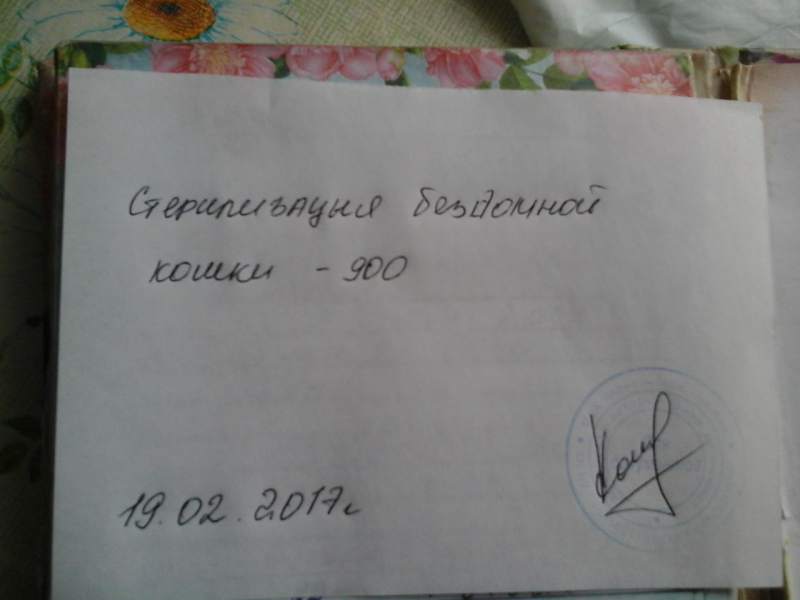 Стерилизация бездомной
кошки - 900
19.02.2017г